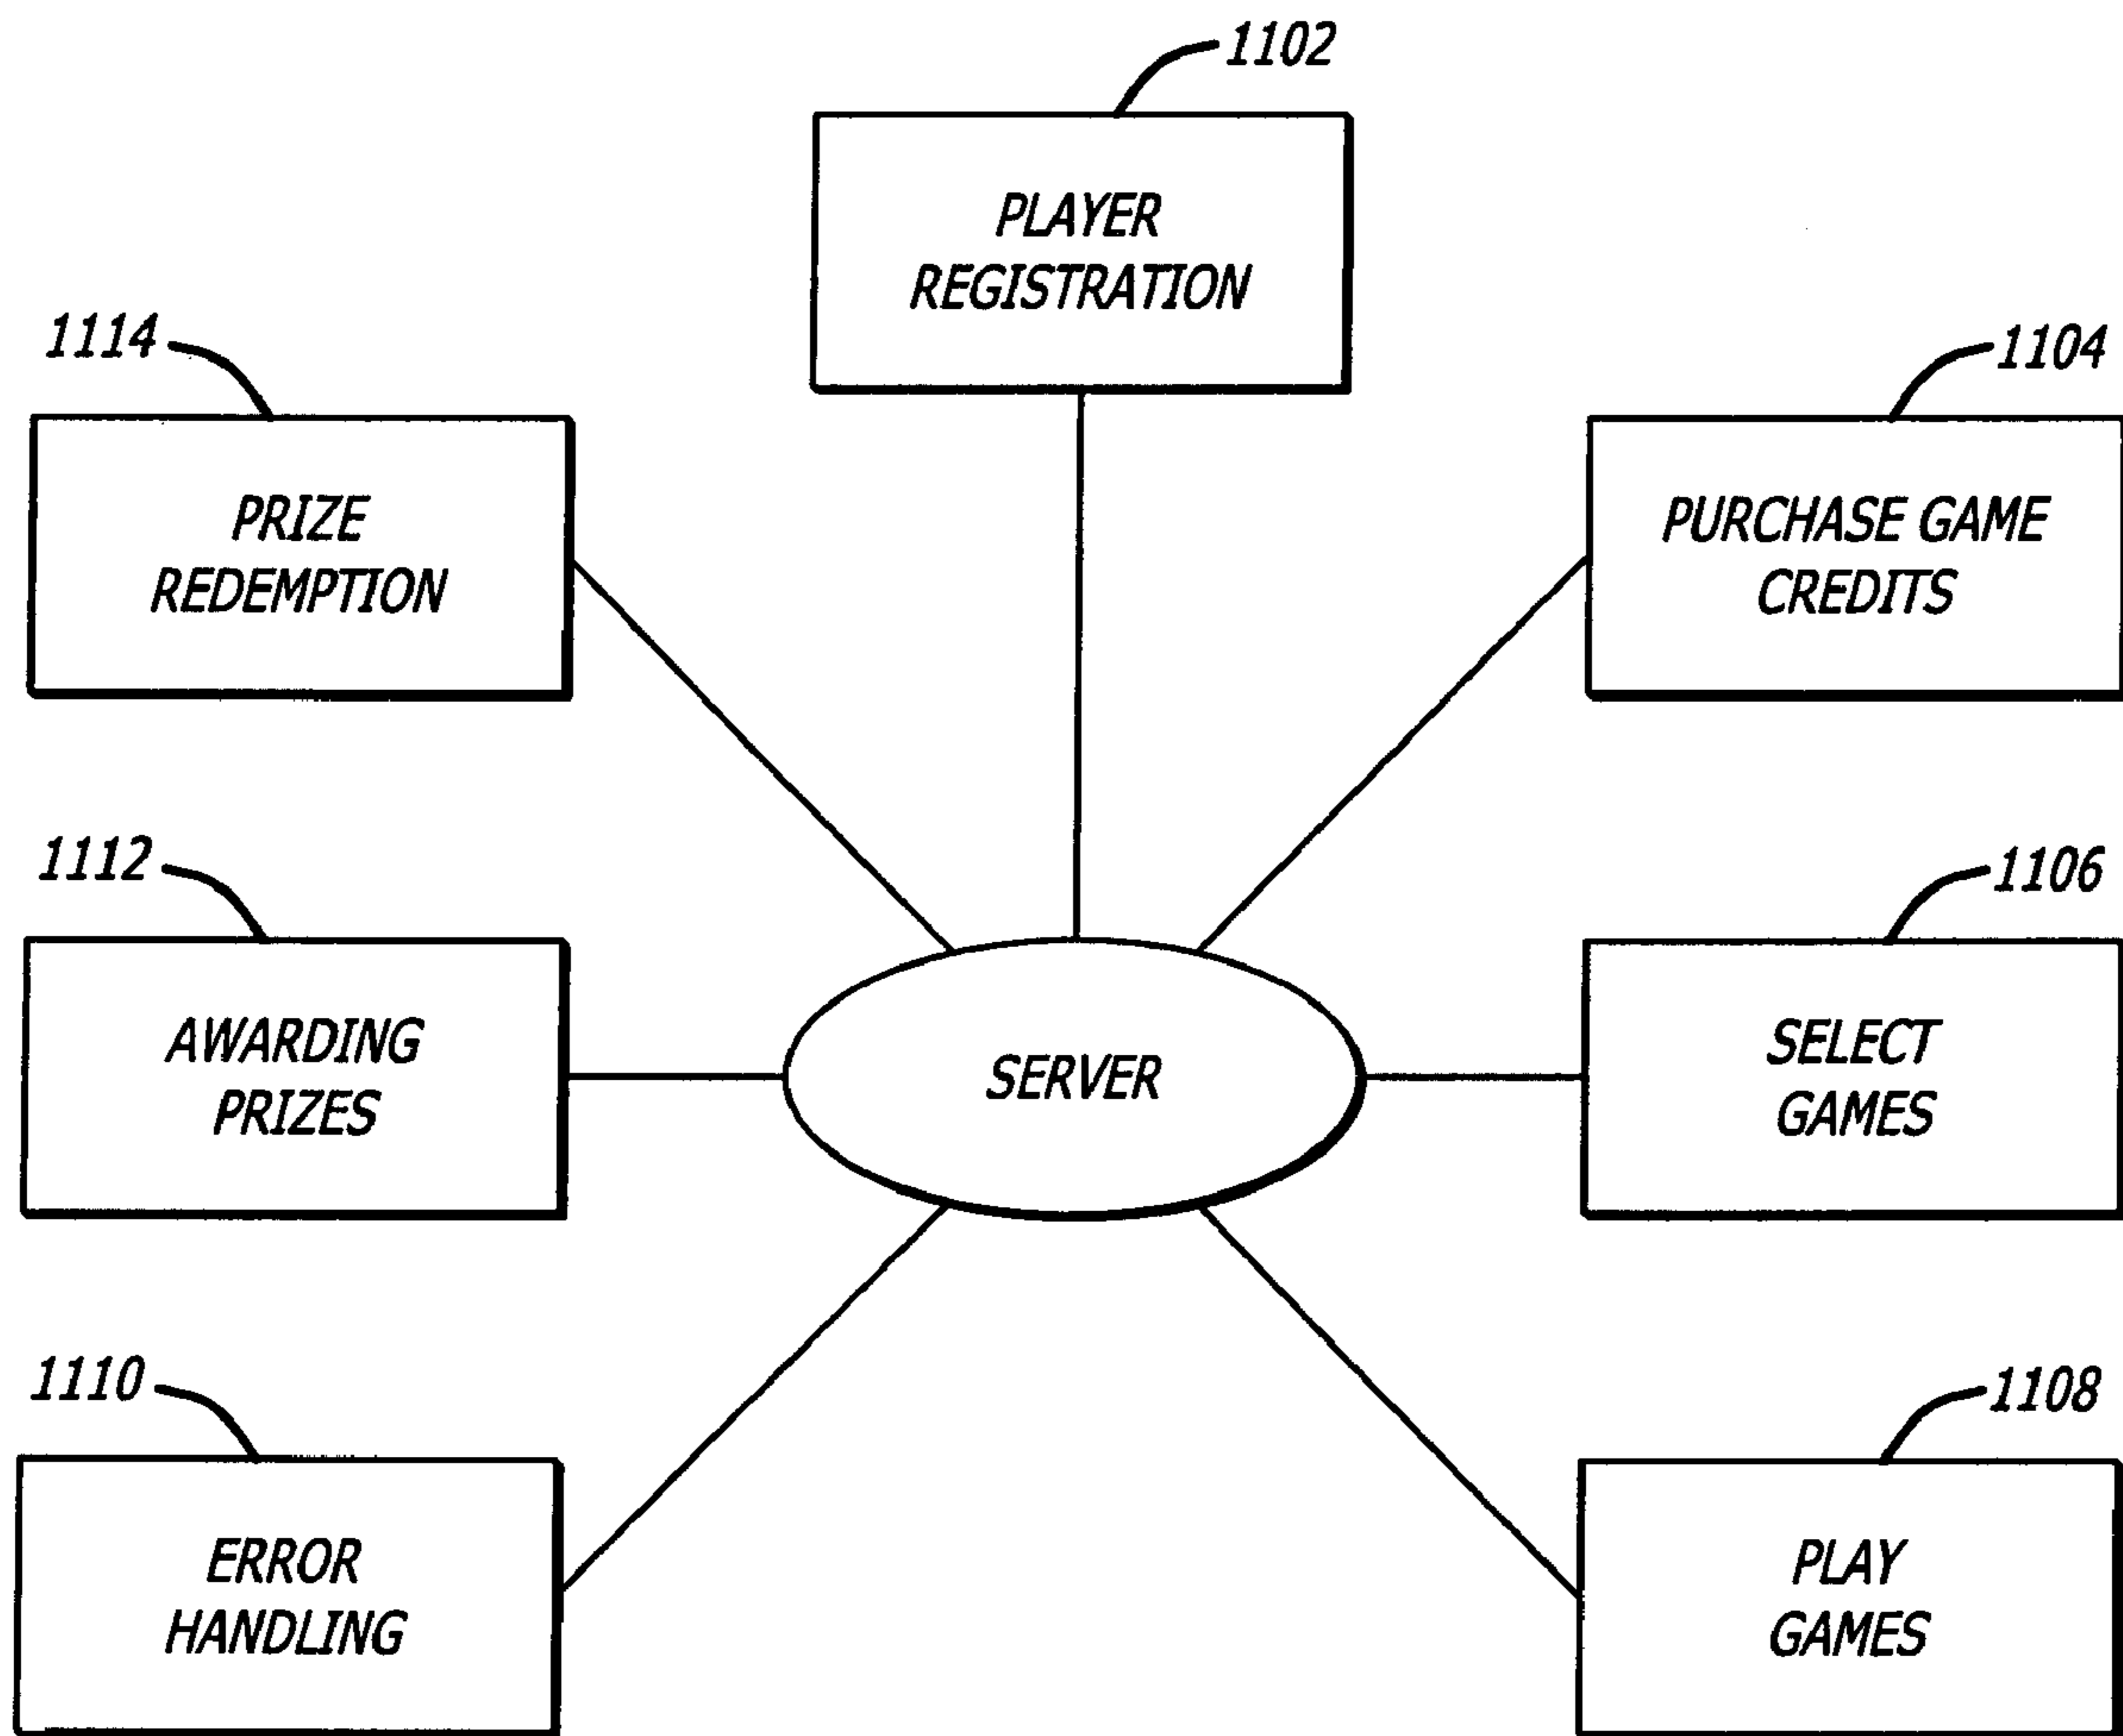 1102
PLAYER
REGISTRATION
1114
1104
PRIZE
REDEMPTION
PURCHASE GAME
CREDITS
1112
1106
AWARDING
PRIZES
SERVER
SELECT
GAMES
1110
1108
ERROR
HANDLING
PLAY
GAMES